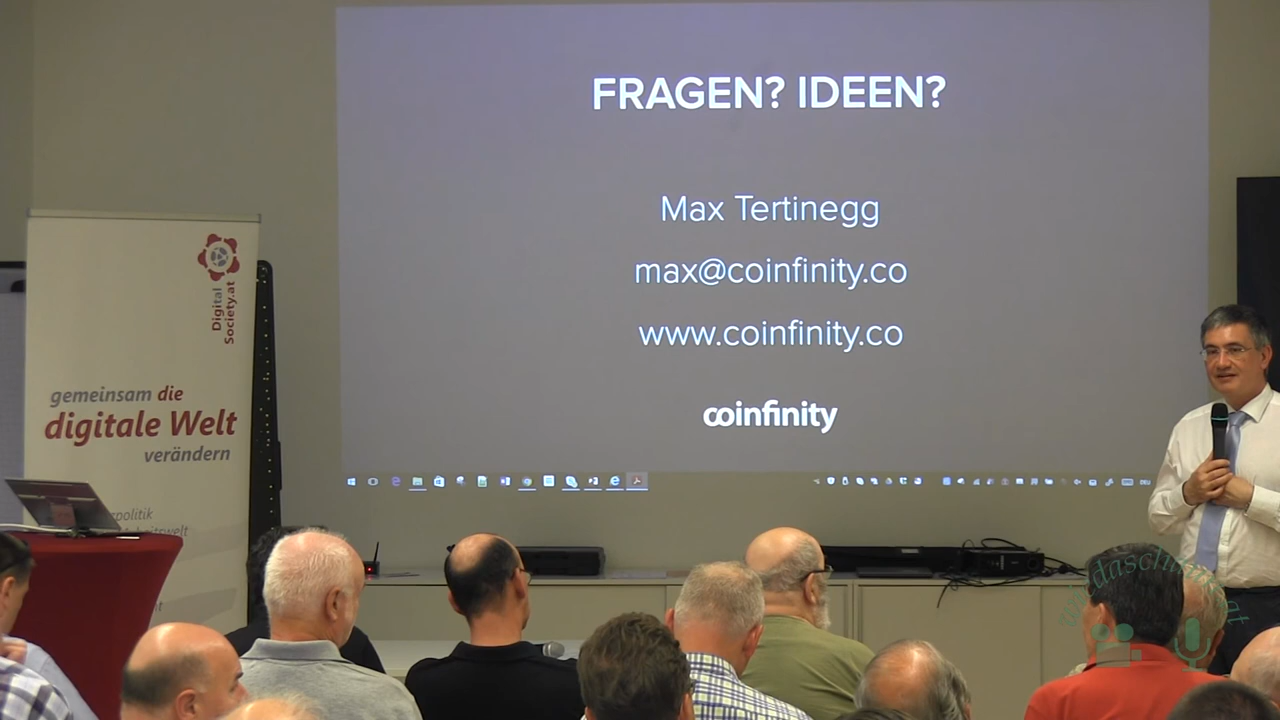 FRAGEN? IDEEN?
Max Tertinegg
max@coinfinity.co
www.coinfinity.co
coinfinity
Digital
Society.at
gemeinsam die
digitale Welt
verändern